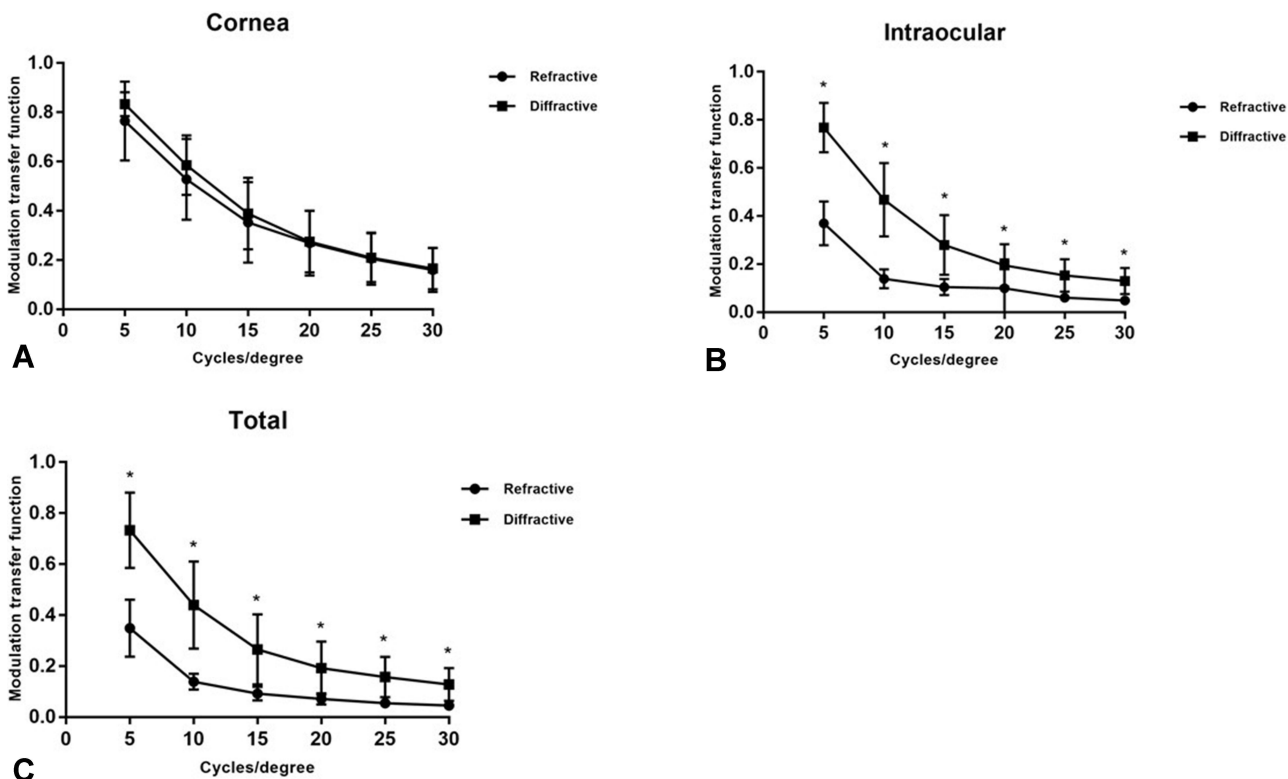 Cornea
Modulation transfer function
1.0
0.8
0.6
0.4
0.2
0.0
0 5 10 15 20 25 30
Cycles/degree
Refractive
Diffractive
A
Intraocular
Modulation transfer function
1.0
0.8
0.6
0.4
0.2
0.0
* * * * * *
0 5 10 15 20 25 30
Cycles/degree
Refractive
Diffractive
B
Total
Modulation transfer function
1.0
0.8
0.6
0.4
0.2
0.0
* * * * * *
0 5 10 15 20 25 30
Cycles/degree
Refractive
Diffractive
C